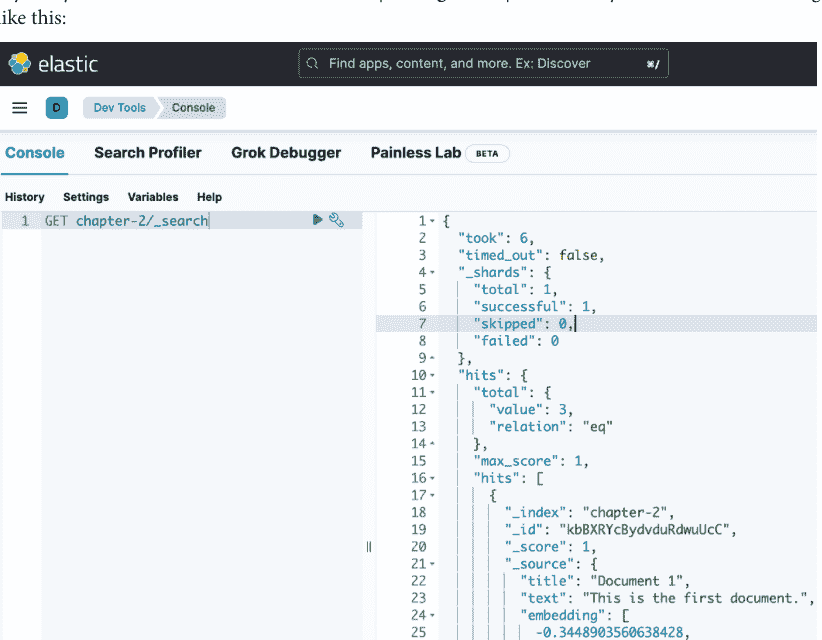 like this:
elastic
Find apps, content, and more. Ex: Discover ⌘/
D Dev Tools Console
Console Search Profiler Grok Debugger Painless Lab BETA
History Settings Variables Help
1 GET chapter-2/_search
1 {
2 "took": 6,
3 "timed_out": false,
4 "_shards": {
5 "total": 1,
6 "successful": 1,
7 "skipped": 0,
8 "failed": 0
9 },
10 "hits": {
11 "total": {
12 "value": 3,
13 "relation": "eq"
14 },
15 "max_score": 1,
16 "hits": [
17 {
18 "_index": "chapter-2",
19 "_id": "kbBXRYcBydvduRdwuUcC",
20 "_score": 1,
21 "_source": {
22 "title": "Document 1",
23 "text": "This is the first document.",
24 "embedding": [
25 -0.3448903560638428,